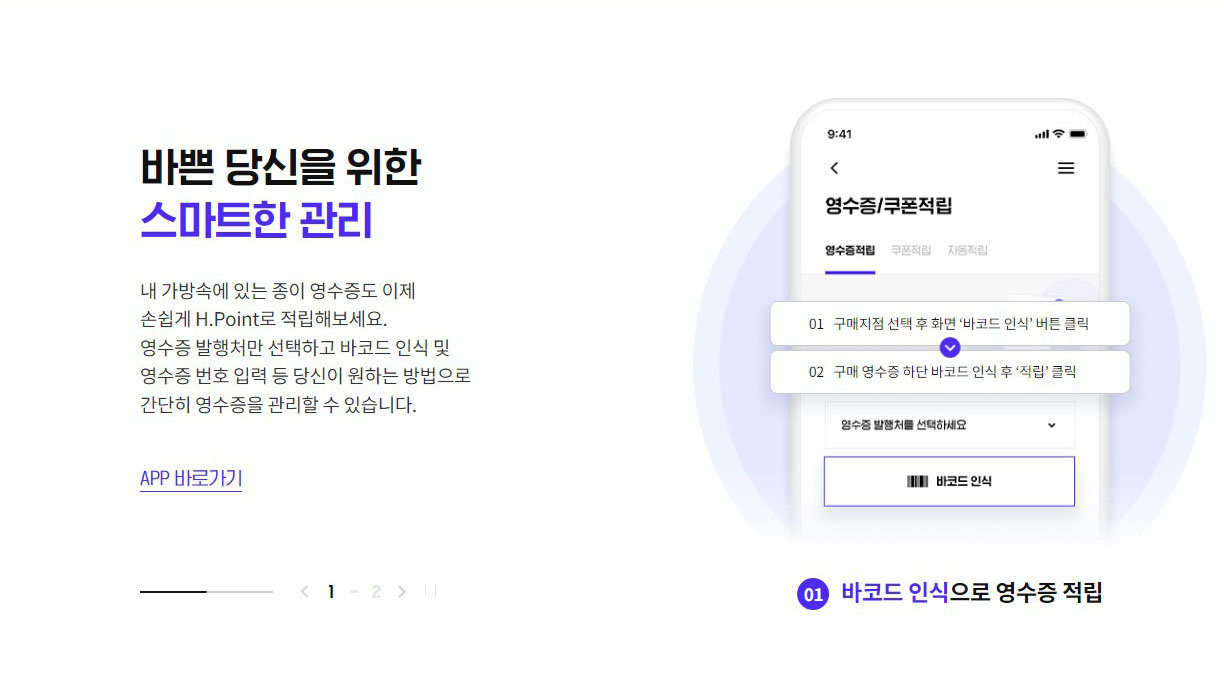 바쁜 당신을 위한
스마트한 관리
내 가방속에 있는 종이 영수증도 이제
손쉽게 H.Point로 적립해보세요.
영수증 발행처만 선택하고 바코드 인식 및
영수증 번호 입력 등 당신이 원하는 방법으로
간단히 영수증을 관리할 수 있습니다.
APP 바로가기
1 - 2
9:41
영수증/쿠폰적립
영수증적립 쿠폰적립 자동적립
01 구매지점 선택 후 화면 ‘바코드 인식’ 버튼 클릭
02 구매 영수증 하단 바코드 인식 후 ‘적립’ 클릭
영수증 발행처를 선택하세요
바코드 인식
01 바코드 인식으로 영수증 적립